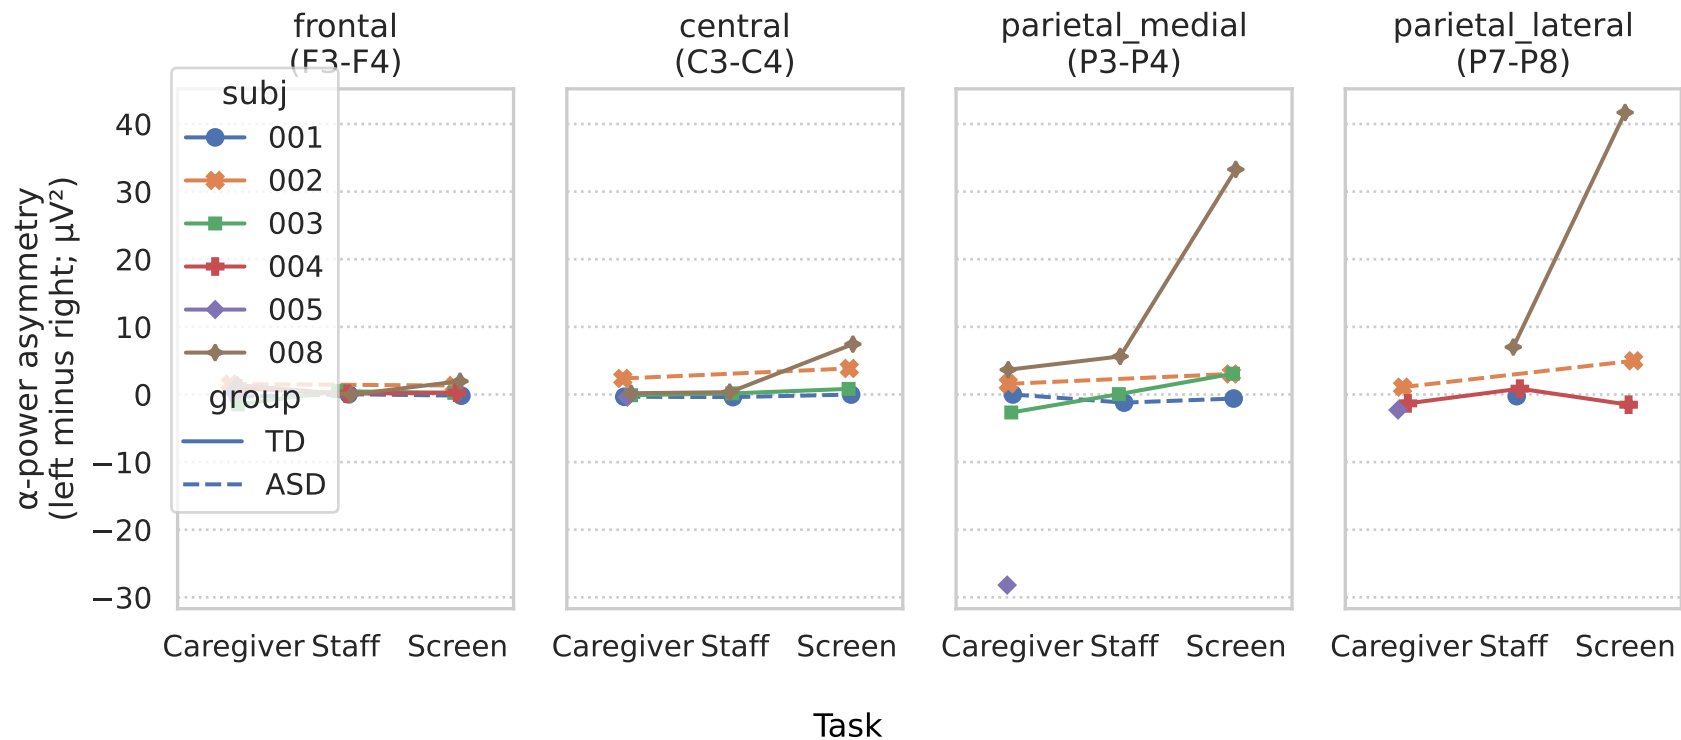 frontal
(F3-F4)
central
(C3-C4)
parietal_medial
(P3-P4)
parietal_lateral
(P7-P8)
α-power asymmetry
(left minus right; μV²)
40
30
20
10
0
−10
−20
−30
subj
001
002
003
004
005
008
group
TD
ASD
Caregiver Staff Screen
Caregiver Staff Screen
Caregiver Staff Screen
Caregiver Staff Screen
Task